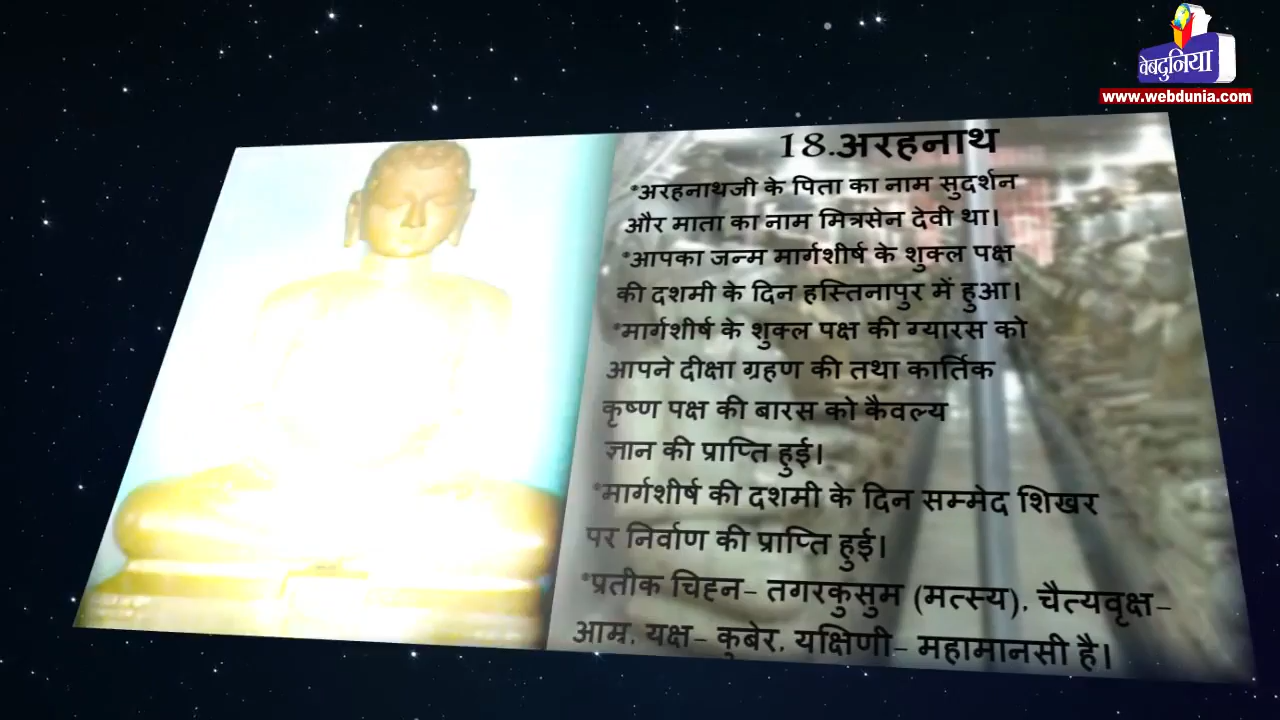 वेबदुनिया
www.webdunia.com
18.अरहनाथ
*अरहनाथजी के पिता का नाम सुदर्शन
और माता का नाम मित्रसेन देवी था।
*आपका जन्म मार्गशीर्ष के शुक्ल पक्ष
की दशमी के दिन हस्तिनापुर में हुआ।
*मार्गशीर्ष के शुक्ल पक्ष की ग्यारस को
आपने दीक्षा ग्रहण की तथा कार्तिक
कृष्ण पक्ष की बारस को कैवल्य
ज्ञान की प्राप्ति हुई।
*मार्गशीर्ष की दशमी के दिन सम्मेद शिखर
पर निर्वाण की प्राप्ति हुई।
*प्रतीक चिह्न- तगरकुसुम (मत्स्य), चैत्यवृक्ष-
आम्र, यक्ष- कुबेर, यक्षिणी- महामानसी है।